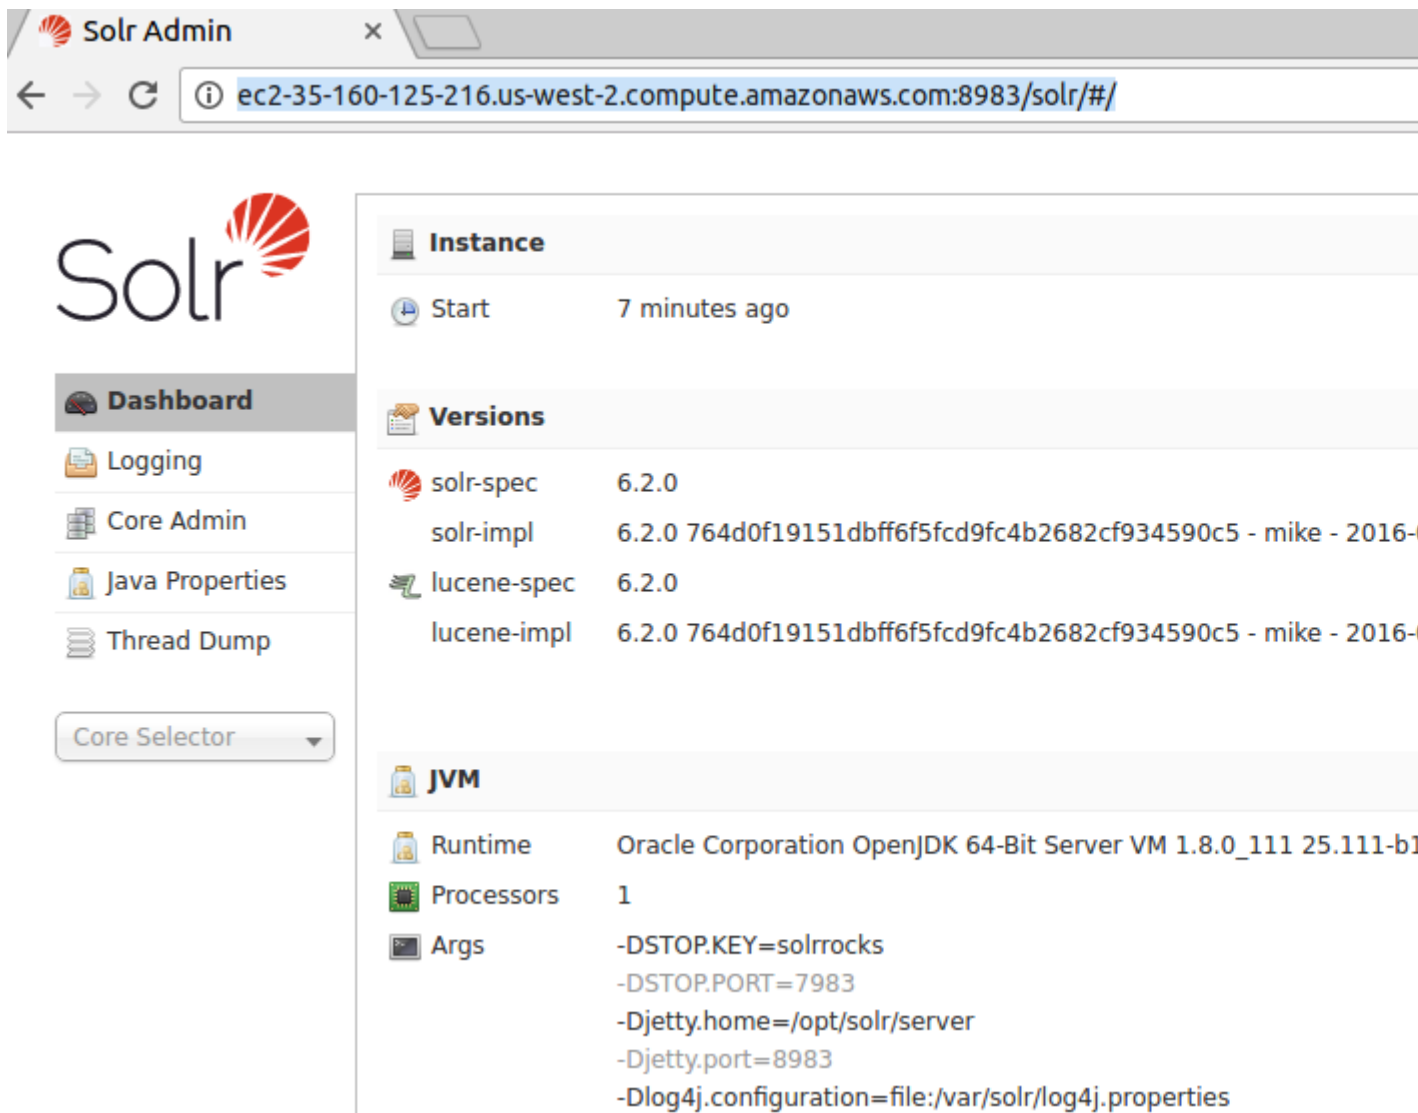 Solr Admin
ec2-35-160-125-216.us-west-2.compute.amazonaws.com:8983/solr/#/
Solr
Dashboard
Logging
Core Admin
Java Properties
Thread Dump
Core Selector
Instance
Start 7 minutes ago
Versions
solr-spec 6.2.0
solr-impl 6.2.0 764d0f19151dbff6f5fcd9fc4b2682cf934590c5 - mike - 2016-
lucene-spec 6.2.0
lucene-impl 6.2.0 764d0f19151dbff6f5fcd9fc4b2682cf934590c5 - mike - 2016-
JVM
Runtime Oracle Corporation OpenJDK 64-Bit Server VM 1.8.0_111 25.111-b1
Processors 1
Args -DSTOP.KEY=solrrocks
-DSTOP.PORT=7983
-Djetty.home=/opt/solr/server
-Djetty.port=8983
-Dlog4j.configuration=file:/var/solr/log4j.properties